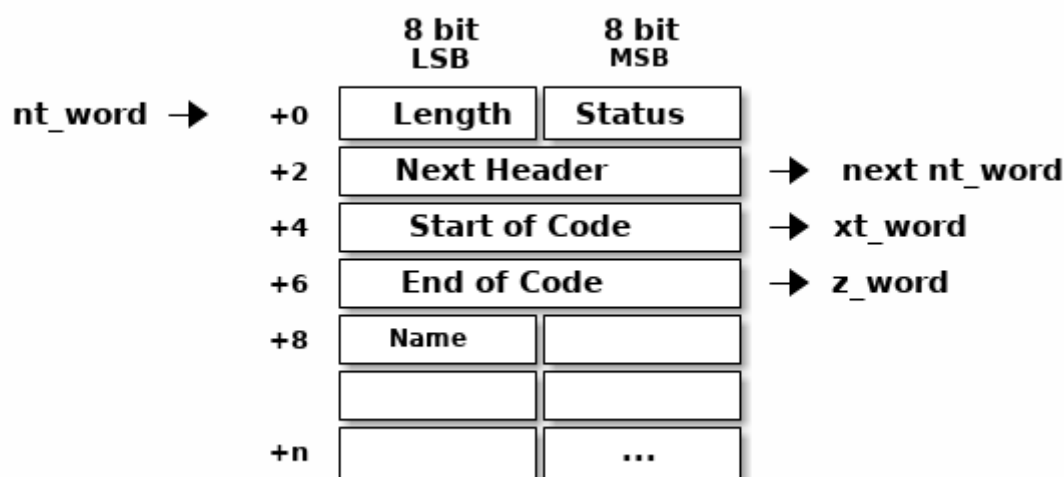 8 bit 8 bit
LSB MSB
nt_word +0 Length Status
+2 Next Header next nt_word
+4 Start of Code xt_word
+6 End of Code z_word
+8 Name
+n ...